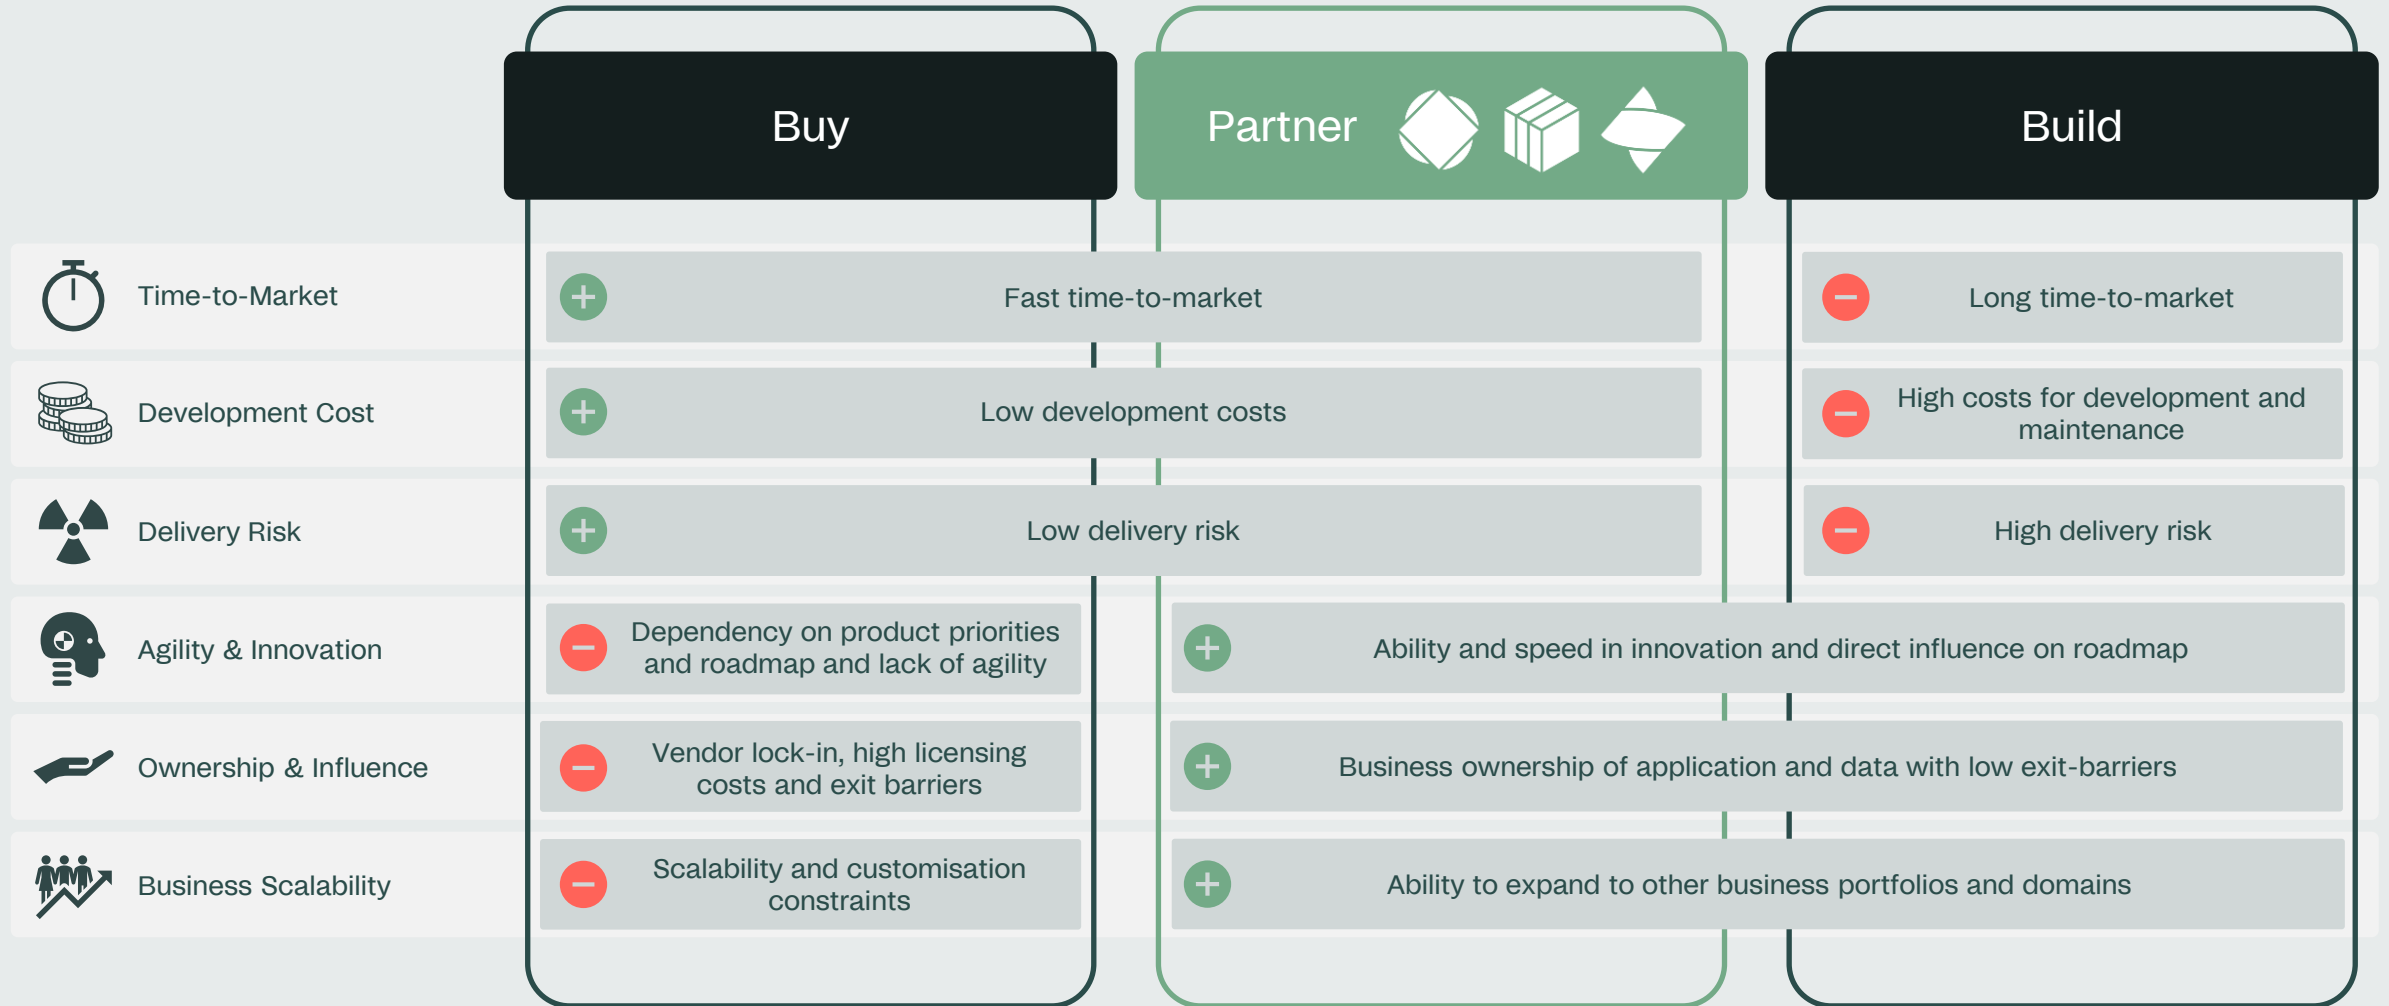 Buy
Partner
Build
Time-to-Market
Fast time-to-market
Long time-to-market
Development Cost
Low development costs
High costs for development and
maintenance
Delivery Risk
Low delivery risk
High delivery risk
Agility & Innovation
Dependency on product priorities
and roadmap and lack of agility
Ability and speed in innovation and direct influence on roadmap
Ownership & Influence
Vendor lock-in, high licensing
costs and exit barriers
Business ownership of application and data with low exit-barriers
Business Scalability
Scalability and customisation
constraints
Ability to expand to other business portfolios and domains